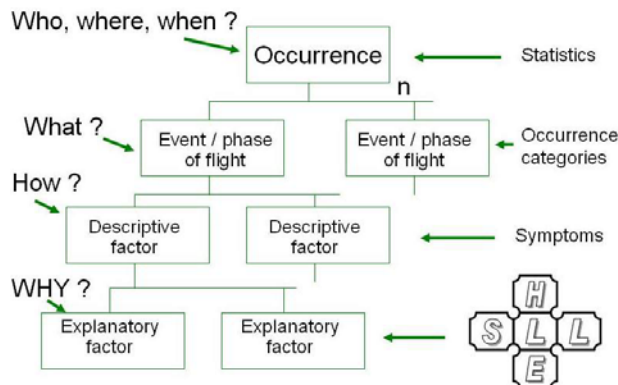 Who, where, when ?
Occurrence
Statistics
n
What ?
Event / phase
of flight
Event / phase
of flight
Occurrence
categories
How ?
Descriptive
factor
Descriptive
factor
Symptoms
WHY ?
Explanatory
factor
Explanatory
factor
H
S L L
E